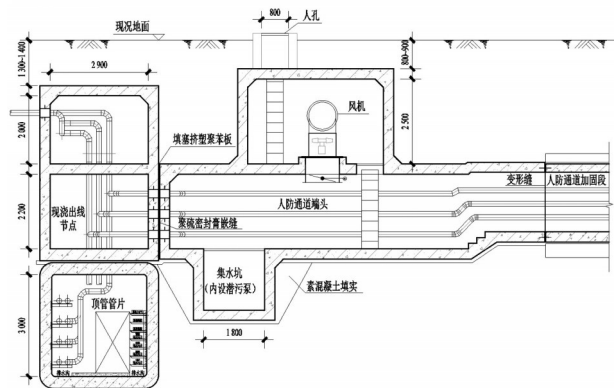 现况地面
800
人孔
1 300~1 400
2 900
800~900
2 000
填塞挤塑聚苯板
风机
2 500
2 200
现浇出线
节点
人防通道端头
变形缝
人防通道加固段
聚硫密封膏嵌缝
集水坑
(内设潜污泵)
素混凝土填实
3 000
顶管管片
1 800
排水沟